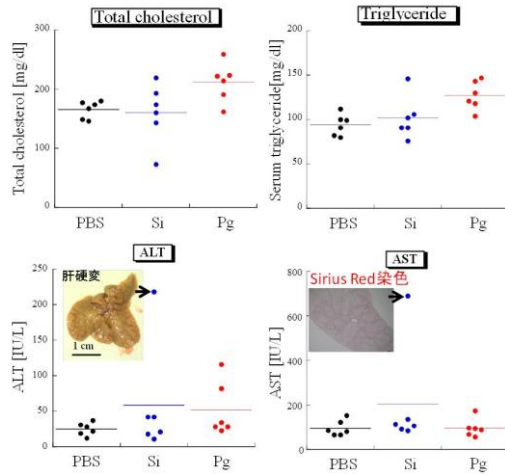 Total cholesterol
Total cholesterol [mg/dl]
300
200
100
0
PBS
Si
Pg
Triglyceride
Serum triglyceride[mg/dl]
200
150
100
50
0
PBS
Si
Pg
ALT
ALT [IU/L]
250
200
150
100
50
0
肝硬変
1 cm
PBS
Si
Pg
AST
AST [IU/L]
800
600
400
200
0
Sirius Red染色
PBS
Si
Pg